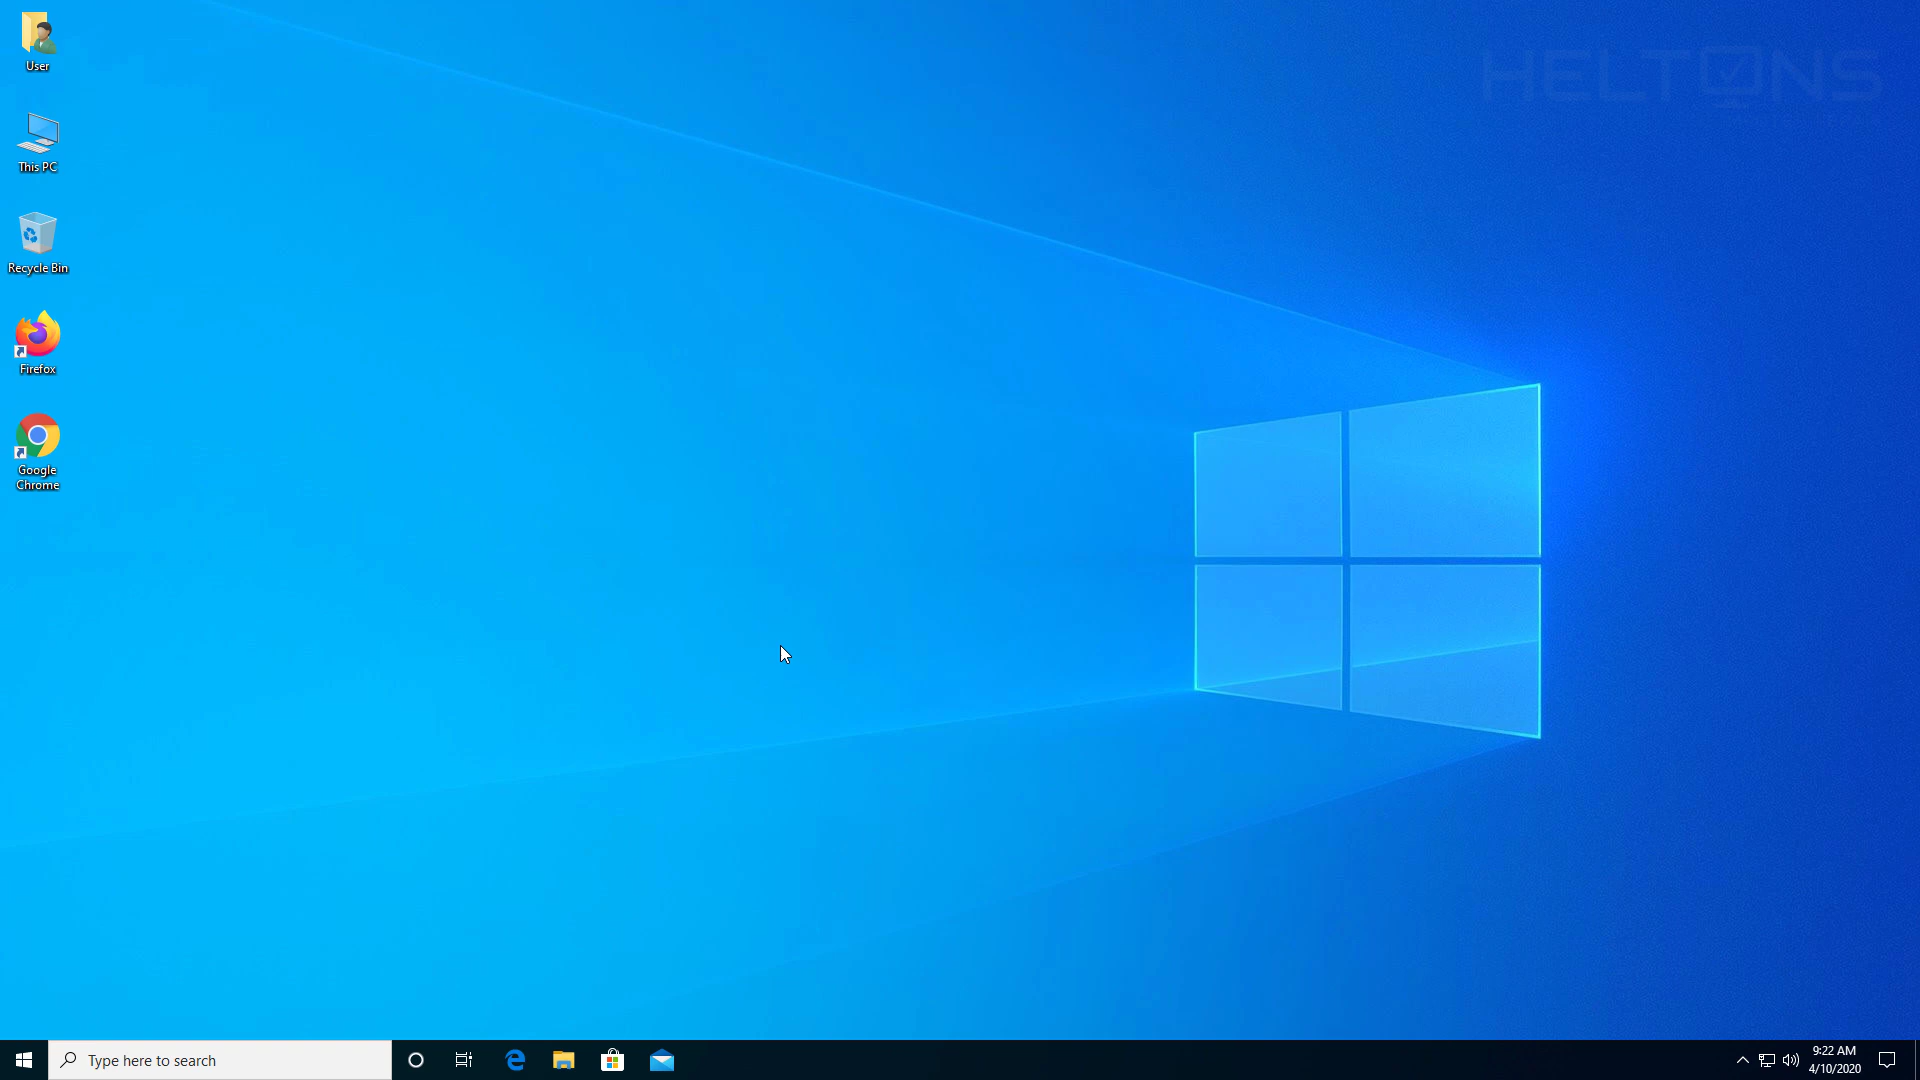 HELTONS
User
This PC
Recycle Bin
Firefox
Google
Chrome
Type here to search
9:22 AM
4/10/2020